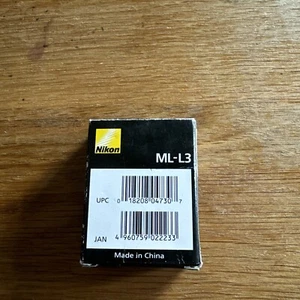 Nikon
ML-L3
UPC 0 18208 04730 7
JAN 4 960759 022233
Made in China